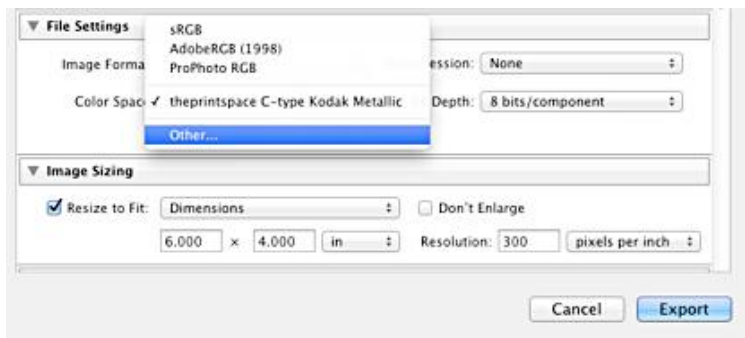 File Settings
sRGB
AdobeRGB (1998)
ProPhoto RGB
theprintspace C-type Kodak Metallic
Other...
Image Forma
ession: None
Color Spac
Depth: 8 bits/component
Image Sizing
Resize to Fit: Dimensions
Don't Enlarge
6.000 x 4.000 in
Resolution: 300 pixels per inch
Cancel Export